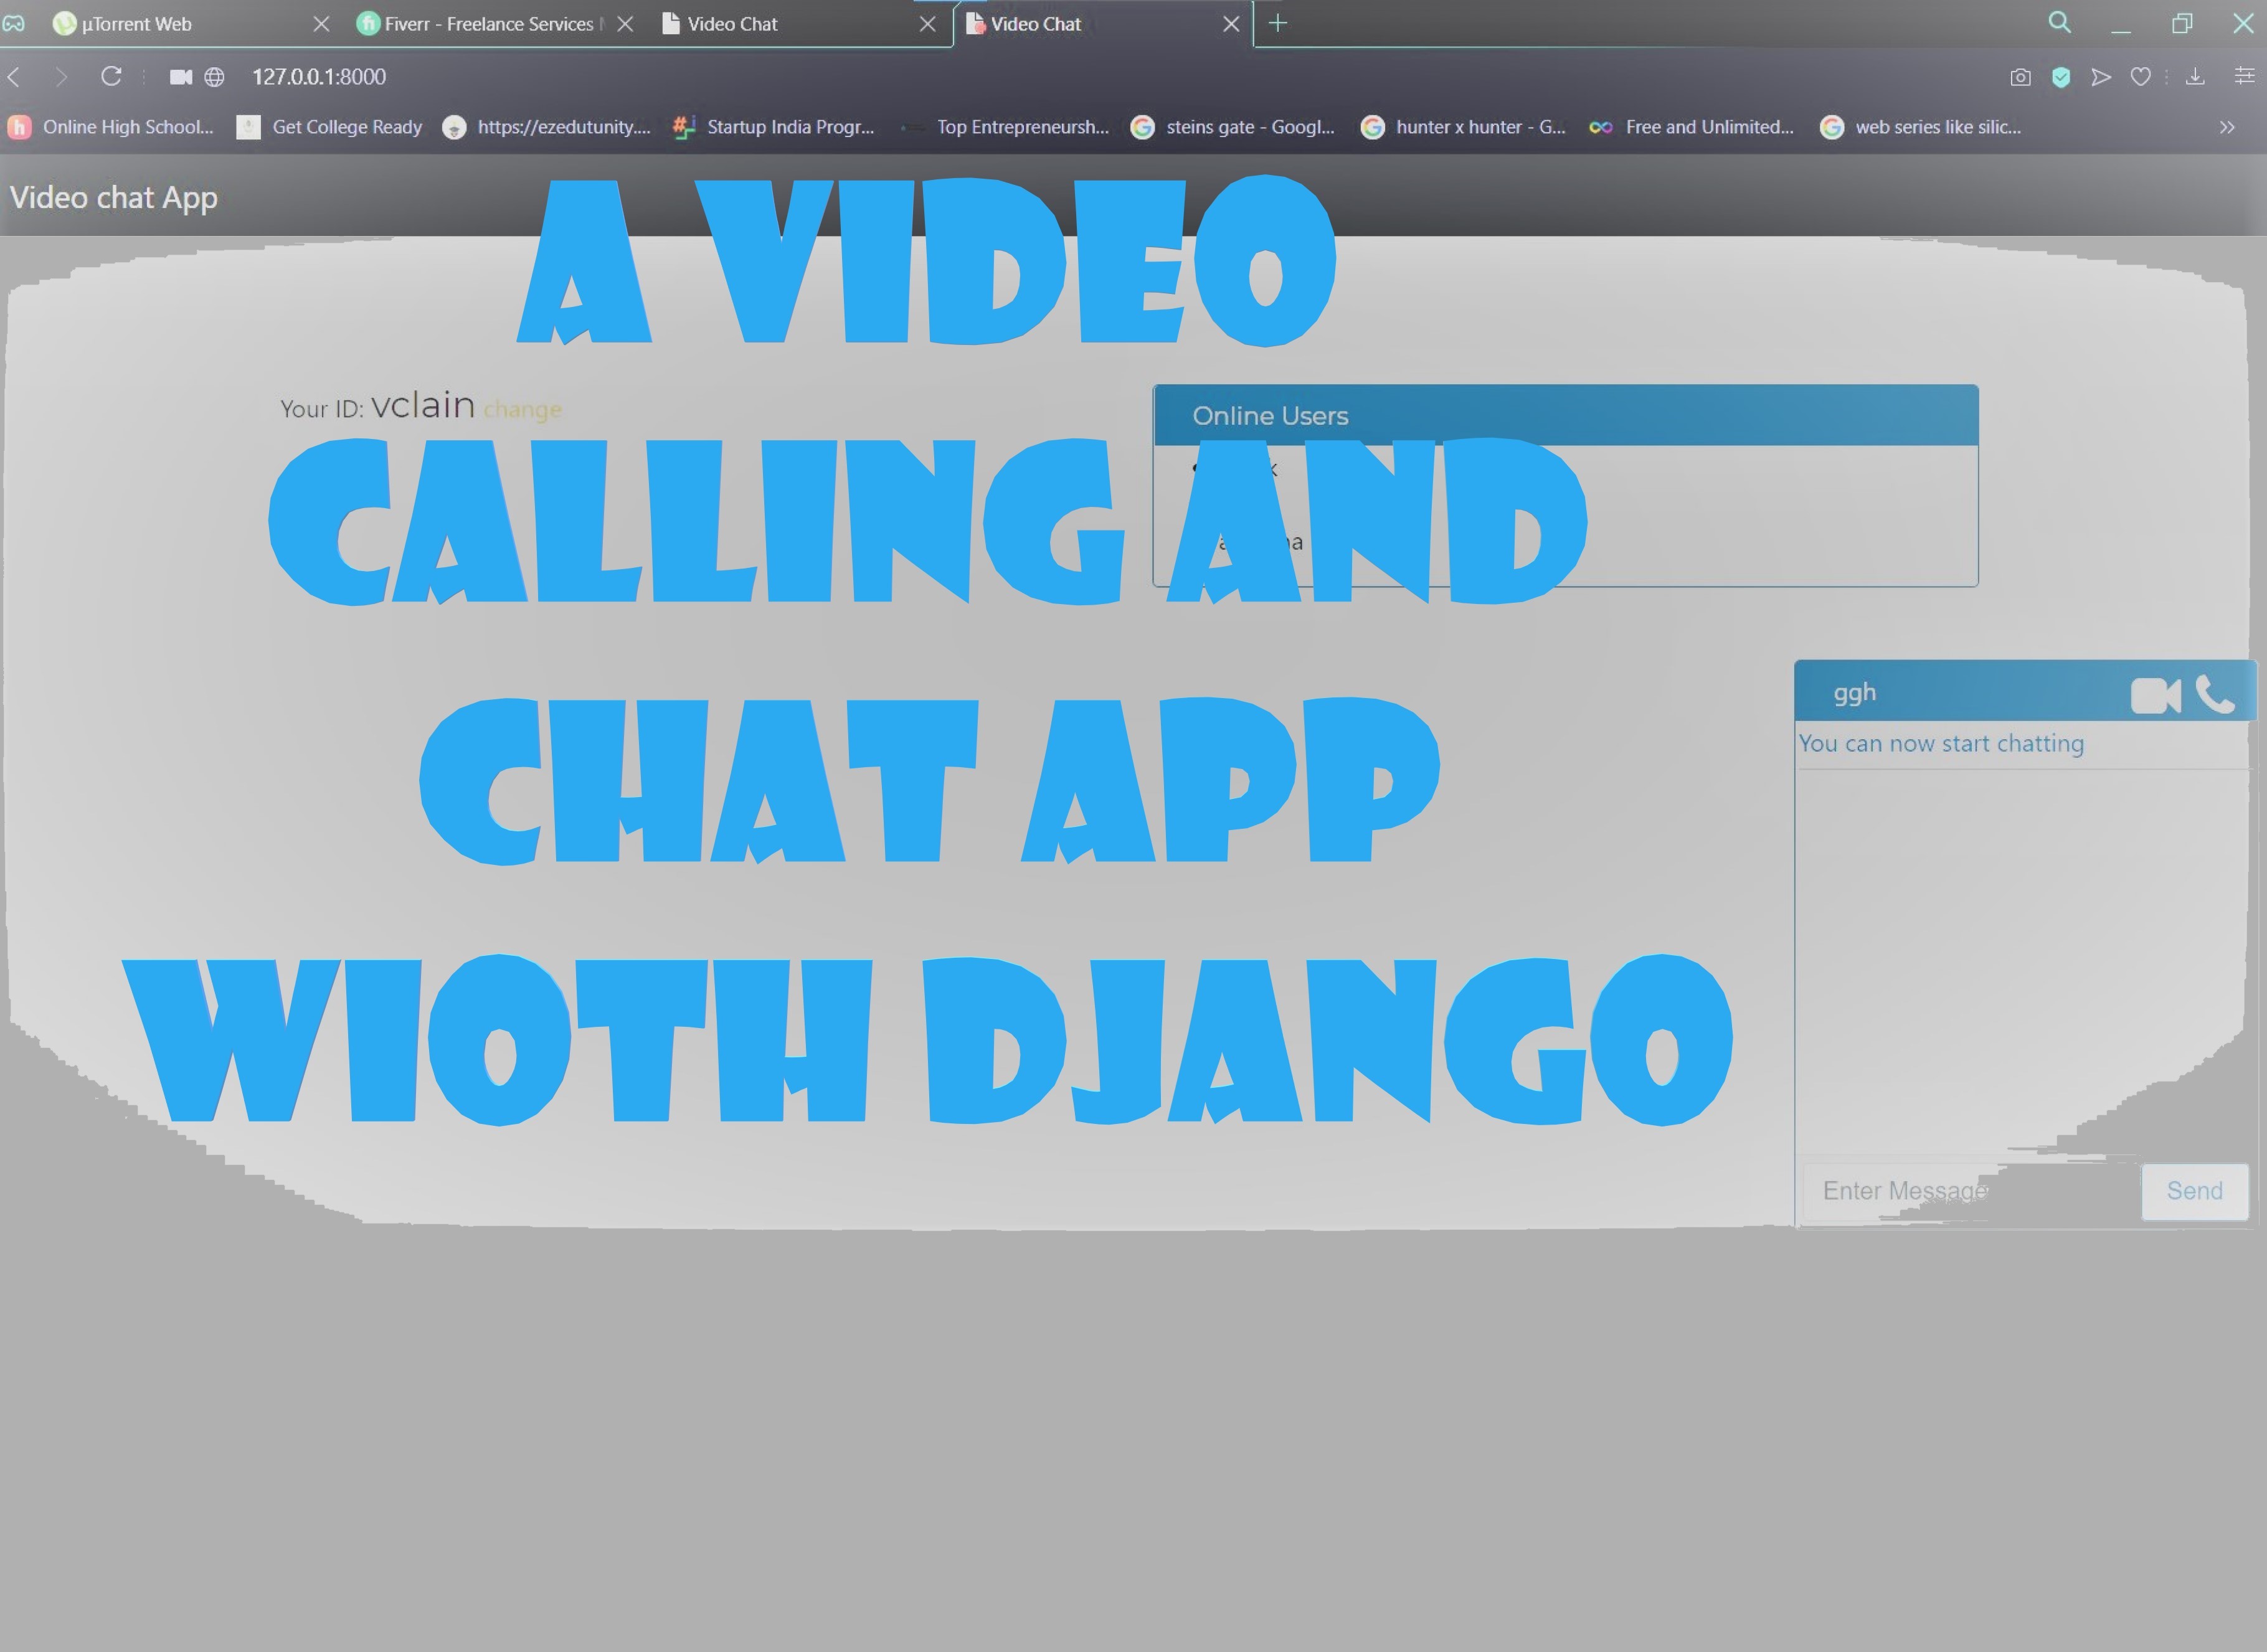 µTorrent Web
Fiverr - Freelance Services
Video Chat
Video Chat
127.0.0.1:8000
Online High School...
Get College Ready
https://ezedutunity....
Startup India Progr...
Top Entrepreneursh...
steins gate - Googl...
hunter x hunter - G...
Free and Unlimited...
web series like silic...
Video chat App
A VIDEO
Your ID: vclain change
Online Users
CALLING AND
ggh
You can now start chatting
CHAT APP
WIOTH DJANGO
Enter Message
Send